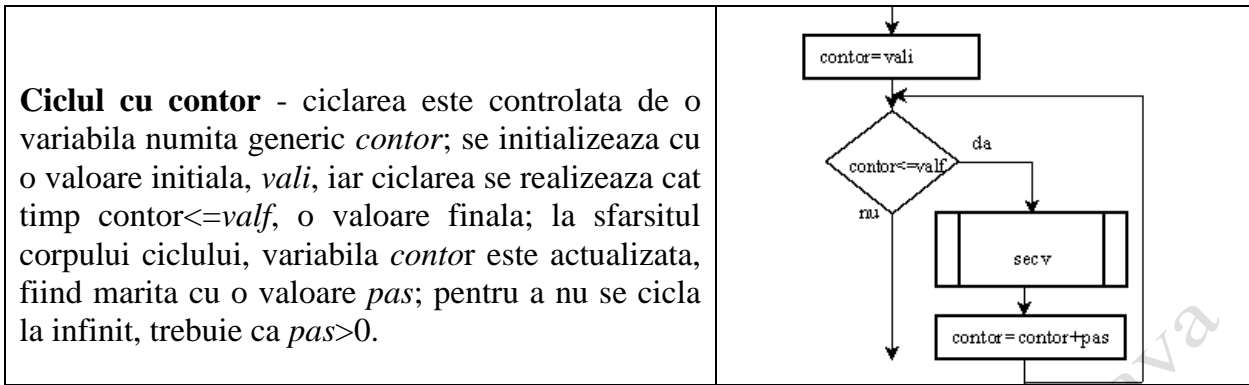 Ciclul cu contor - ciclarea este controlata de o
variabila numita generic contor; se initializeaza cu
o valoare initiala, vali, iar ciclarea se realizeaza cat
timp contor<=valf, o valoare finala; la sfarsitul
corpului ciclului, variabila contor este actualizata,
fiind marita cu o valoare pas; pentru a nu se cicla
la infinit, trebuie ca pas>0.
contor=vali
da
contor<=valf
nu
secv
contor=contor+pas